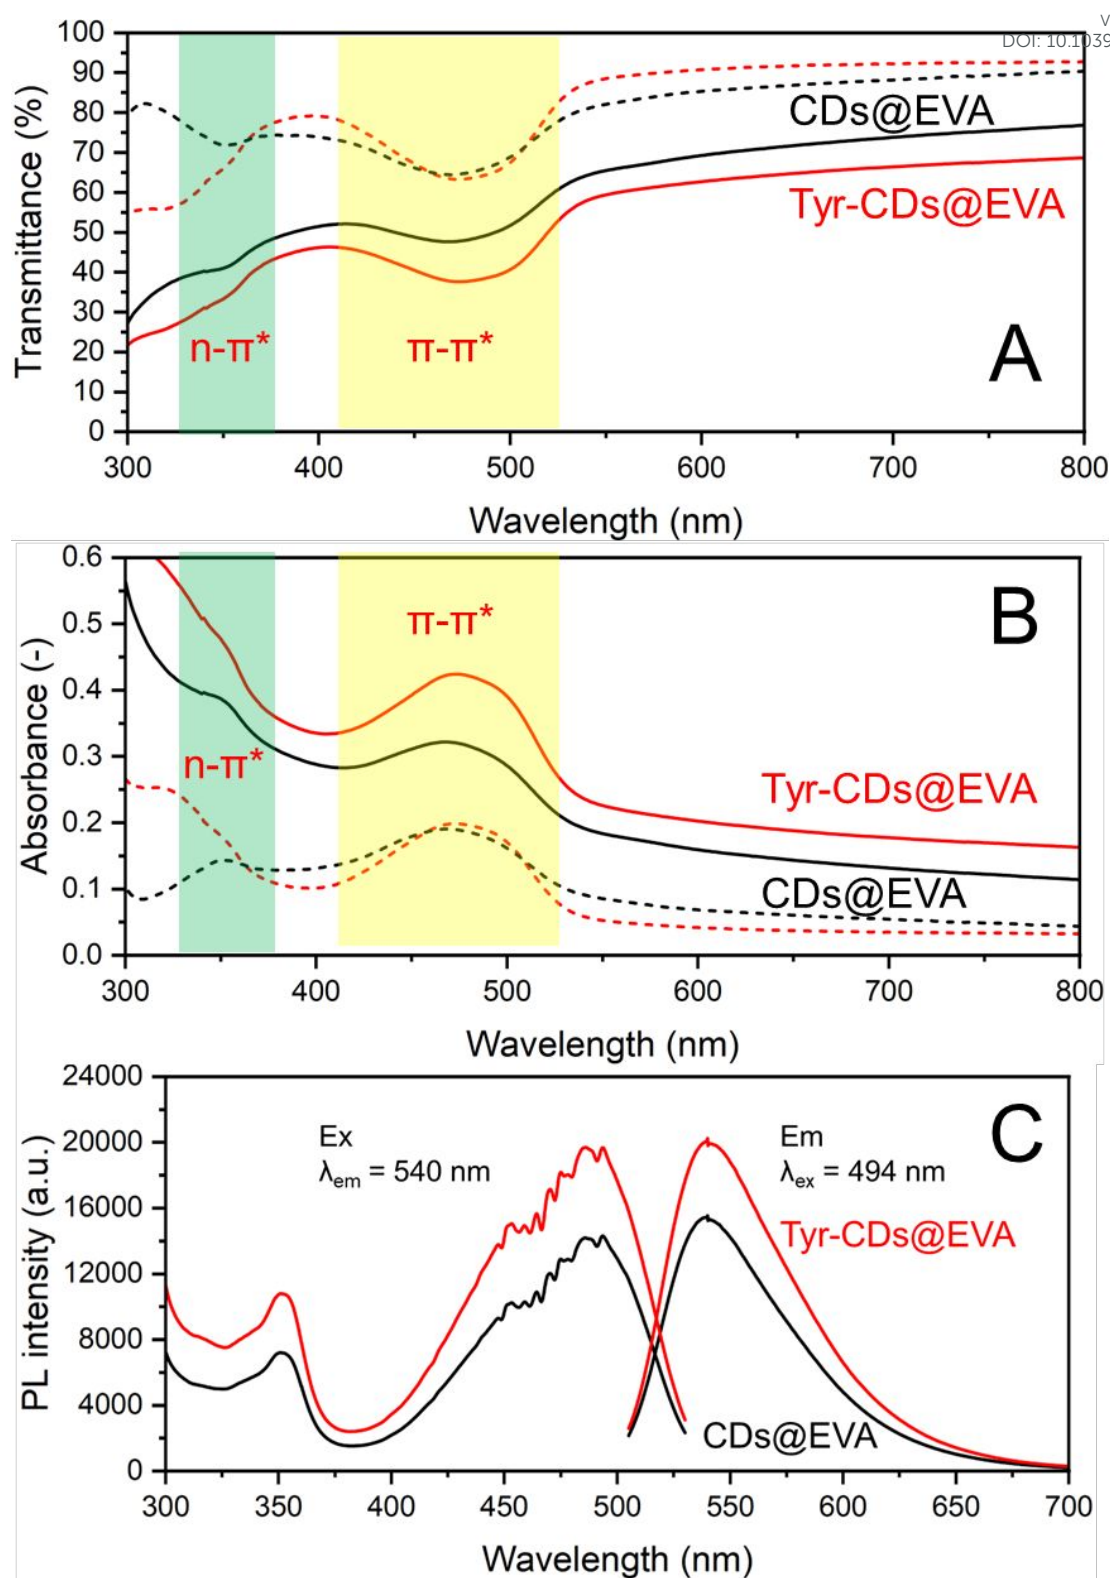 V
DOI: 10.1039
100
90
80
70
60
50
40
30
20
10
0
Transmittance (%)
CDs@EVA
Tyr-CDs@EVA
n-π*
π-π*
A
300 400 500 600 700 800
Wavelength (nm)
0.6
0.5
0.4
0.3
0.2
0.1
0.0
Absorbance (-)
π-π*
B
n-π*
Tyr-CDs@EVA
CDs@EVA
300 400 500 600 700 800
Wavelength (nm)
24000
20000
16000
12000
8000
4000
0
PL intensity (a.u.)
Ex
λem = 540 nm
Em
λex = 494 nm
C
Tyr-CDs@EVA
CDs@EVA
300 350 400 450 500 550 600 650 700
Wavelength (nm)